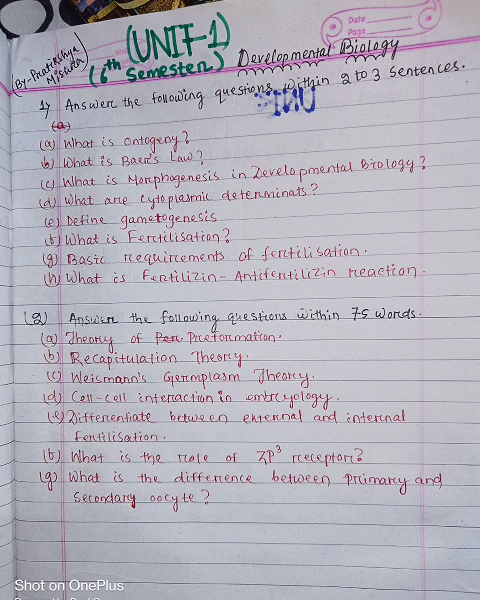 (By-Pratikshya Mishra)
(UNIT-1)
(6th Semester)
Date
Page
Developmental Biology
1) Answer the following questions within 2 to 3 sentences.
(a)
(a) What is Ontogeny?
(b) What is Baer's Law?
(c) What is Morphogenesis in Developmental Biology?
(d) What are cytoplasmic determinats?
(e) Define gametogenesis
(f) What is Fertilisation?
(g) Basic requirements of fertilisation.
(h) What is Fertilizin-Antifertilizin reaction.
(2) Answer the following questions within 75 words.
(a) Theory of Preformation.
(b) Recapitulation Theory.
(c) Weismann's Germplasm Theory.
(d) Cell-cell interaction in embryology.
(e) Differentiate between external and internal
Fertilisation.
(f) What is the role of ZP3 receptor?
(g) What is the difference between primary and
Secondary oocyte?
Shot on OnePlus